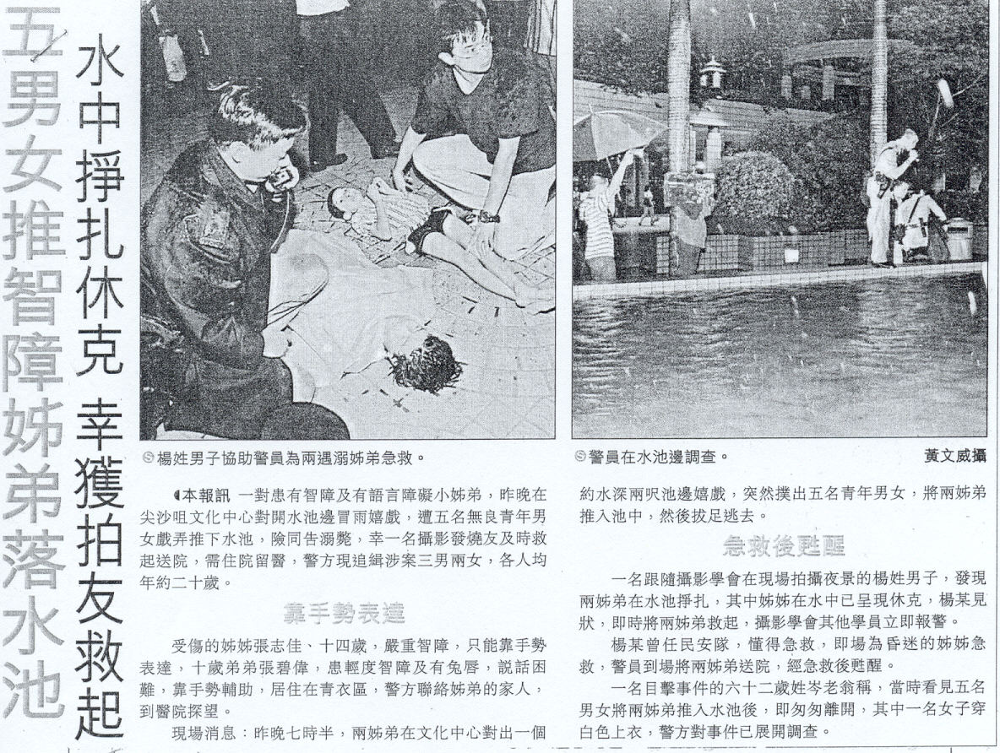 五男女推智障姊弟落水池
水中掙扎休克 幸獲拍友救起
楊姓男子協助警員為兩遇溺姊弟急救。
警員在水池邊調查。
黃文威攝
本報訊 一對患有智障及有語言障礙小姊弟，昨晚在
尖沙咀文化中心對開水池邊冒雨嬉戲，遭五名無良青年男
女戲弄推下水池，險同告溺斃，幸一名攝影發燒友及時救
起送院，需住院留醫，警方現追緝涉案三男兩女，各人均
年約二十歲。
靠手勢表達
受傷的姊姊張志佳、十四歲，嚴重智障，只能靠手勢
表達，十歲弟弟張碧偉，患輕度智障及有兔唇，説話困
難，靠手勢輔助，居住在青衣區，警方聯絡姊弟的家人，
到醫院探望。
現場消息：昨晚七時半，兩姊弟在文化中心對出一個
約水深兩呎池邊嬉戲，突然撲出五名青年男女，將兩姊弟
推入池中，然後拔足逃去。
急救後甦醒
一名跟隨攝影學會在現場拍攝夜景的楊姓男子，發現
兩姊弟在水池掙扎，其中姊姊在水中已呈現休克，楊某見
狀，即時將兩姊弟救起，攝影學會其他學員立即報警。
楊某曾任民安隊，懂得急救，即場為昏迷的姊姊急
救，警員到場將兩姊弟送院，經急救後甦醒。
一名目擊事件的六十二歲姓岑老翁稱，當時看見五名
男女將兩姊弟推入水池後，即匆匆離開，其中一名女子穿
白色上衣，警方對事件已展開調查。